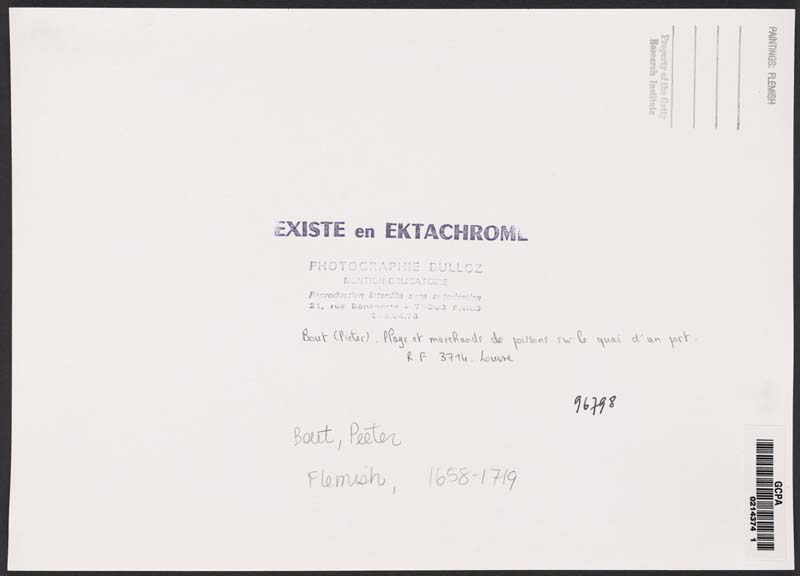 PAINTINGS: FLEMISH
Property of the Getty
Research Institute
EXISTE en EKTACHROME
PHOTOGRAPHIE BULLOZ
MENTION OBLIGATOIRE
Reproduction Interdite sans autorisation
21, rue Bonaparte - 75006 PARIS
Bout (Pieter). Plage et marchands de poissons sur le quai d'un port.
R.F 3714. Louvre
96798
Bout, Peeter
Flemish, 1658-1719
GCPA
0214374 1